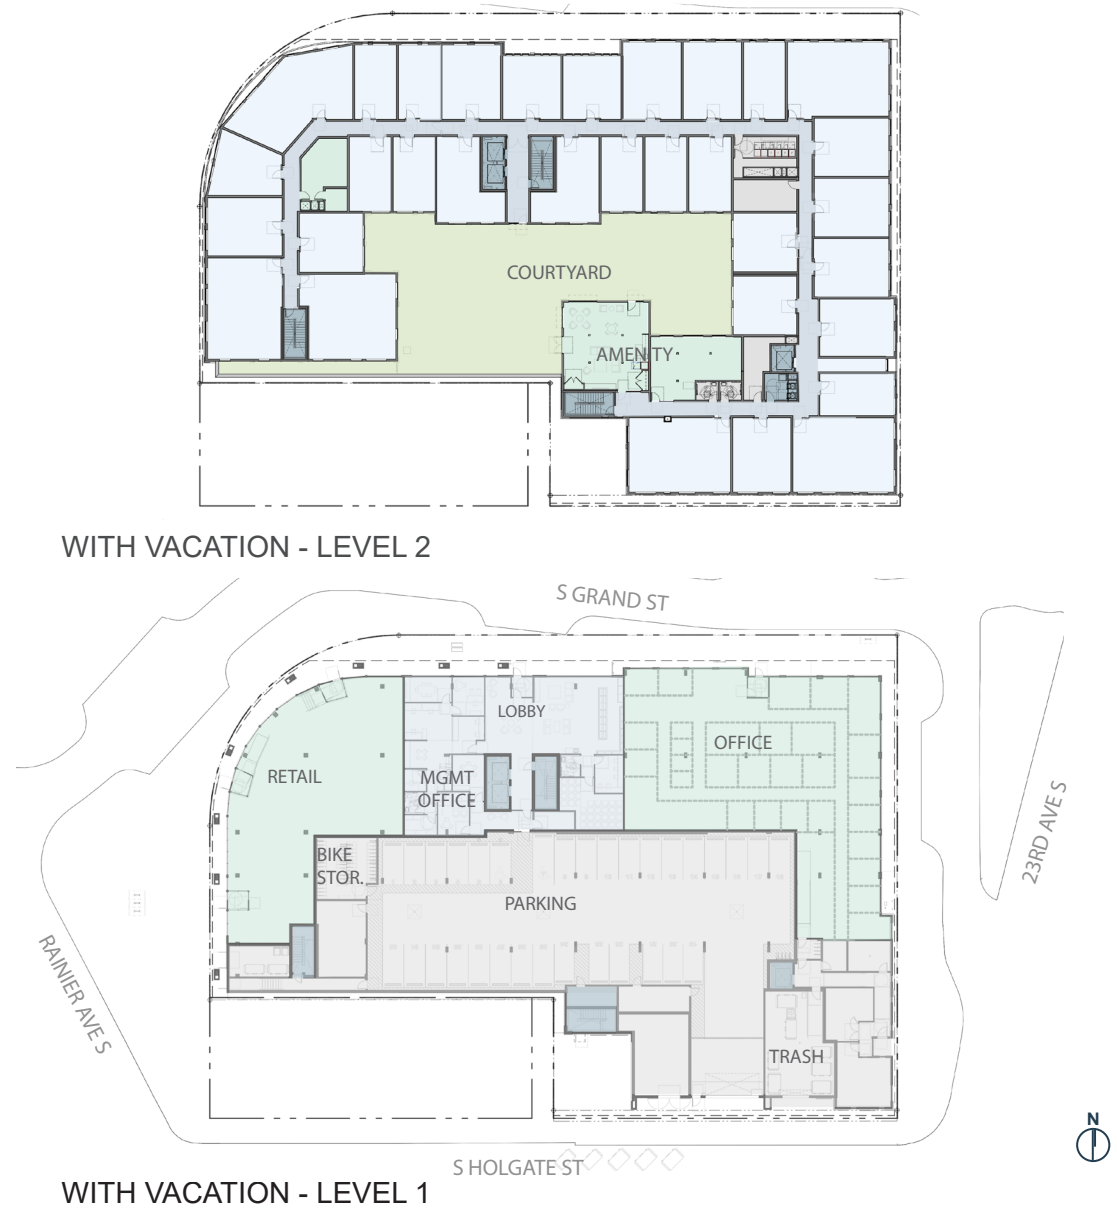 COURTYARD
AMENITY
WITH VACATION - LEVEL 2
S GRAND ST
LOBBY
OFFICE
RETAIL
MGMT
OFFICE
23RD AVE S
BIKE
STOR.
PARKING
RAINIER AVE S
TRASH
N
S HOLGATE ST
WITH VACATION - LEVEL 1